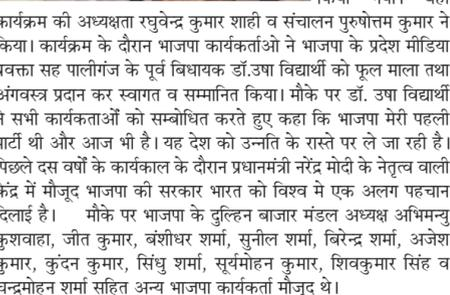 कार्यक्रम की अध्यक्षता रघुवेन्द्र कुमार शाही व संचालन पुरुषोत्तम कुमार ने
किया। कार्यक्रम के दौरान भाजपा कार्यकर्ताओ ने भाजपा के प्रदेश मीडिया
प्रवक्ता सह पालीगंज के पूर्व बिधायक डॉ.उषा विद्यार्थी को फूल माला तथा
अंगवस्त्र प्रदान कर स्वागत व सम्मानित किया। मौके पर डॉ. उषा विद्यार्थी
ने सभी कार्यकताओं को सम्बोधित करते हुए कहा कि भाजपा मेरी पहली
पार्टी थी और आज भी है। यह देश को उन्नति के रास्ते पर ले जा रही है।
पिछले दस वर्षो के कार्यकाल के दौरान प्रधानमंत्री नरेंद्र मोदी के नेतृत्व वाली
केंद्र में मौजूद भाजपा की सरकार भारत को विश्व मे एक अलग पहचान
दिलाई है। मौके पर भाजपा के दुल्हिन बाजार मंडल अध्यक्ष अभिमन्यु
कुशवाहा, जीत कुमार, बंशीधर शर्मा, सुनील शर्मा, बिरेन्द्र शर्मा, अजेश
कुमार, कुंदन कुमार, सिंधु शर्मा, सूर्यमोहन कुमार, शिवकुमार सिंह व
चन्द्रमोहन शर्मा सहित अन्य भाजपा कार्यकर्ता मौजूद थे।